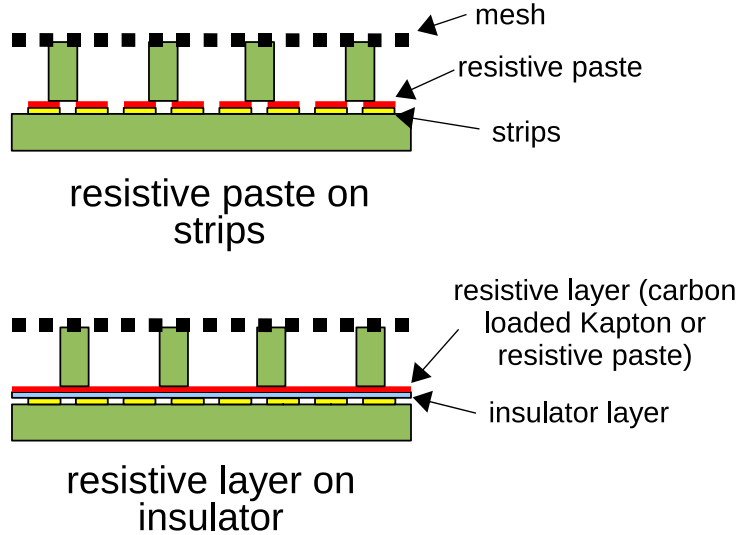 mesh
resistive paste
strips
resistive paste on
strips
resistive layer (carbon
loaded Kapton or
resistive paste)
insulator layer
resistive layer on
insulator